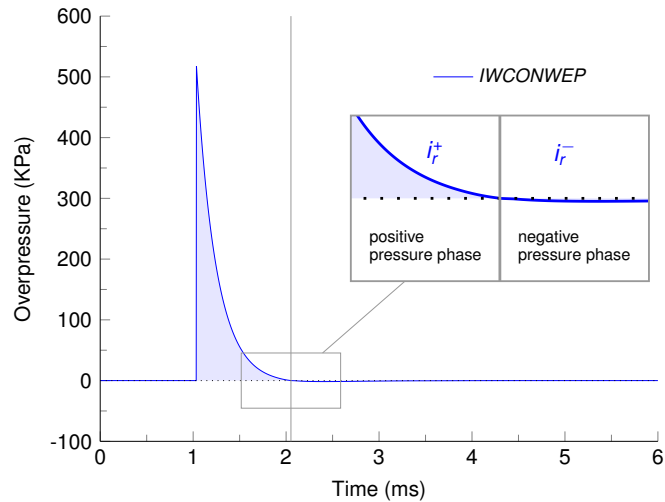 600
500
400
300
200
100
0
-100
Overpressure (KPa)
IWCONWEP
i_r^+
i_r^−
positive
pressure phase
negative
pressure phase
0 1 2 3 4 5 6
Time (ms)